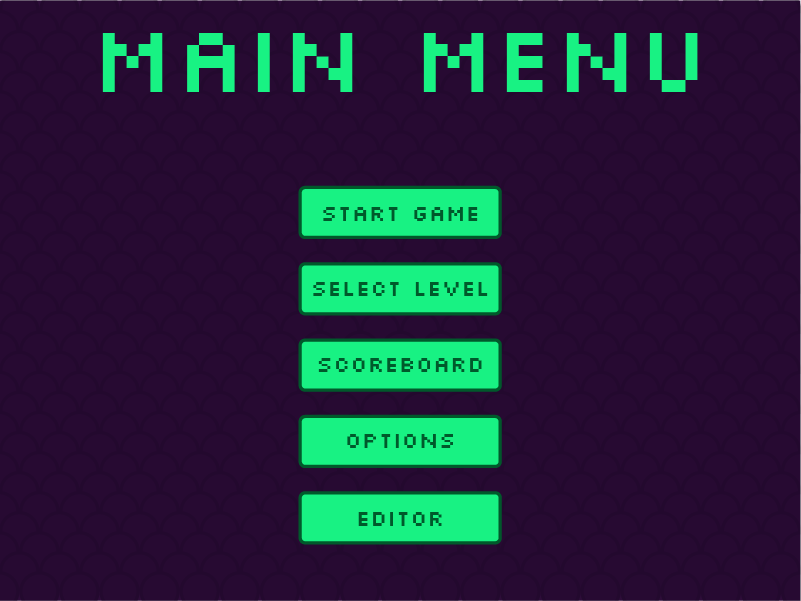 MAIN MENU
START GAME
SELECT LEVEL
SCOREBOARD
OPTIONS
EDITOR